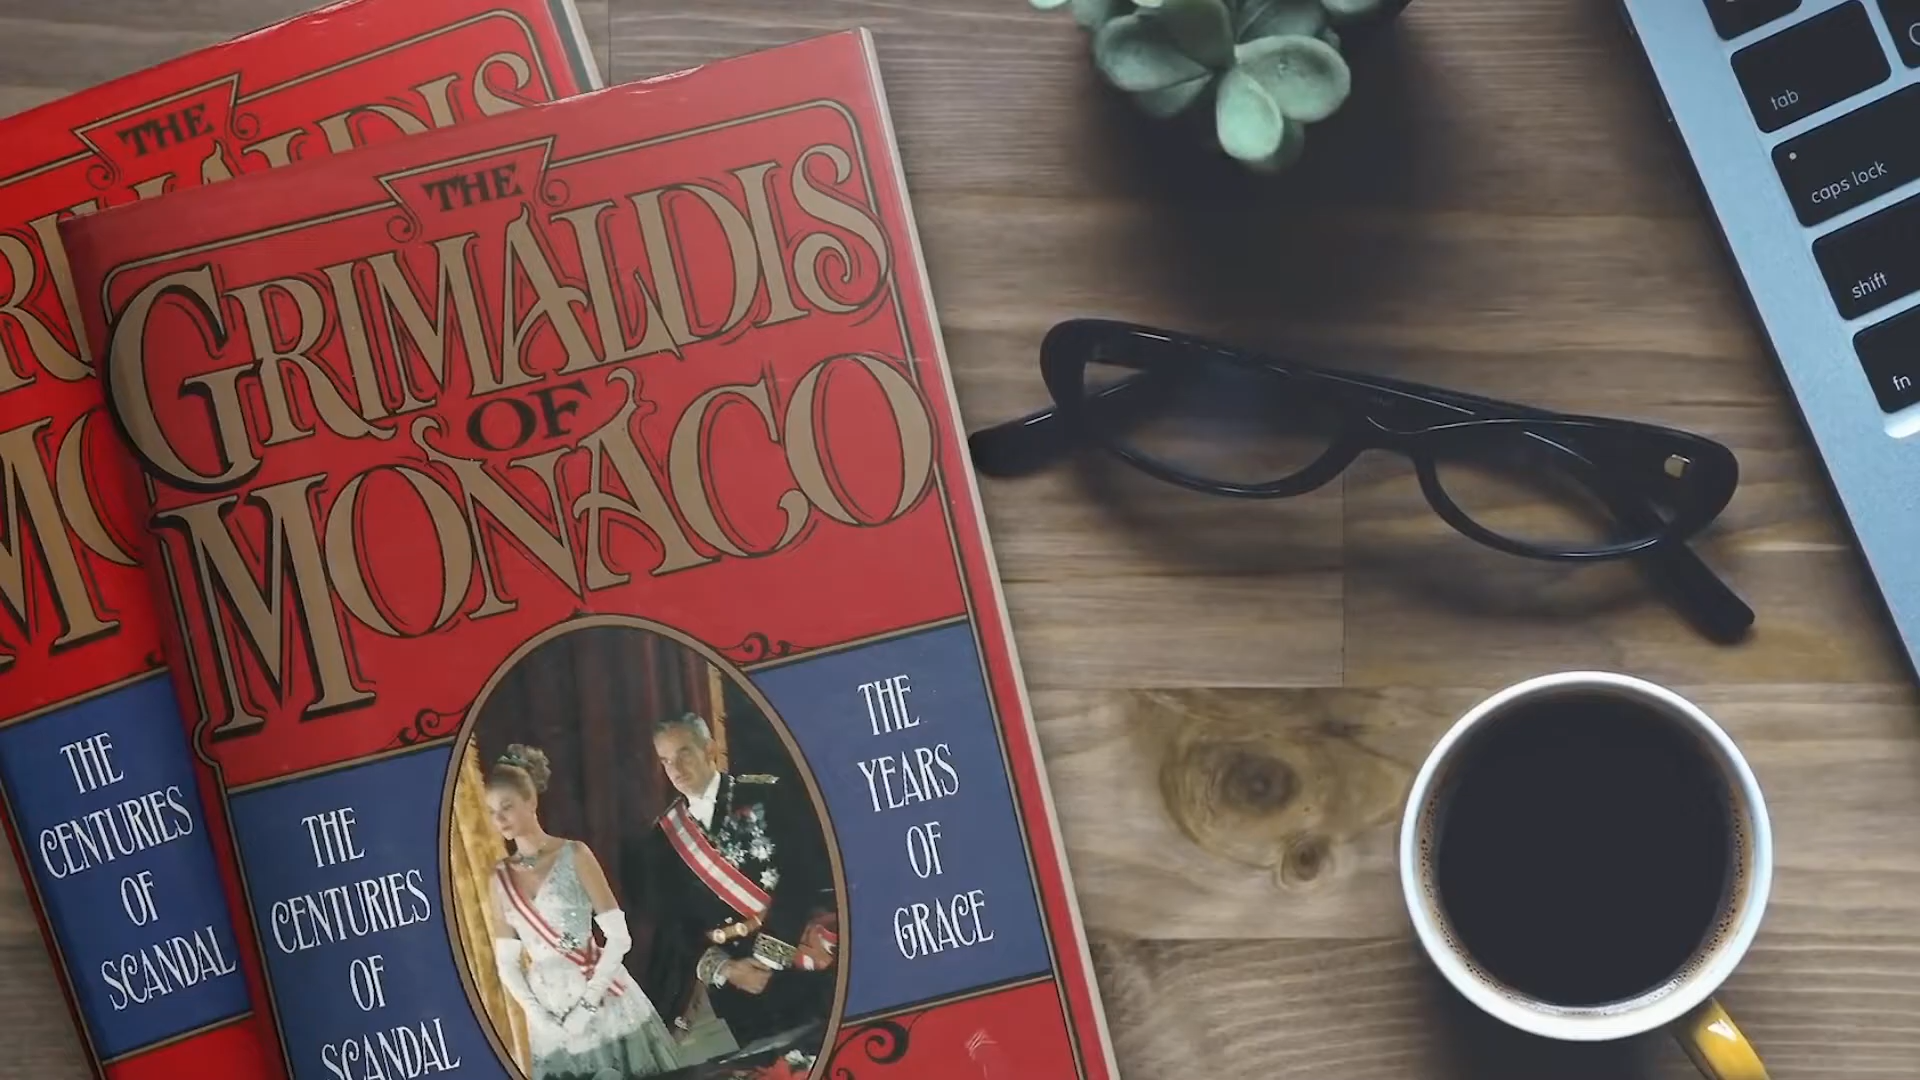 THE
GRIMALDIS
OF
MONACO
THE
CENTURIES
OF
SCANDAL
THE
YEARS
OF
GRACE
THE
CENTURIES
OF
SCANDAL
tab
caps lock
shift
fn